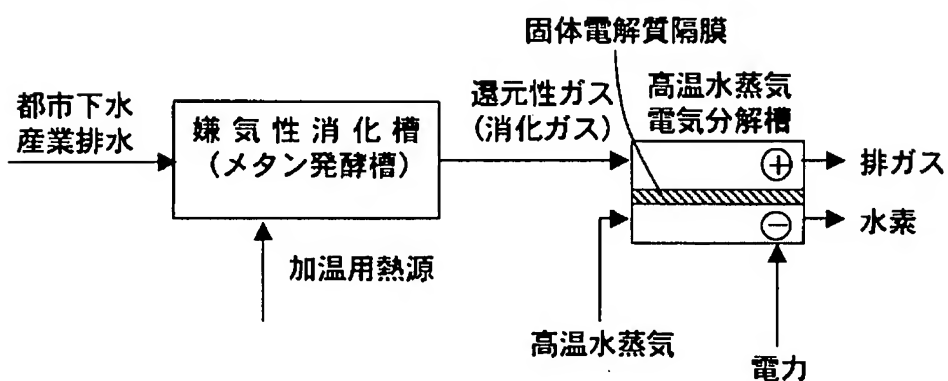 固体電解質隔膜
都市下水
産業排水
嫌気性消化槽
(メタン発酵槽)
還元性ガス
(消化ガス)
高温水蒸気
電気分解槽
+
排ガス
−
水素
加温用熱源
高温水蒸気
電力